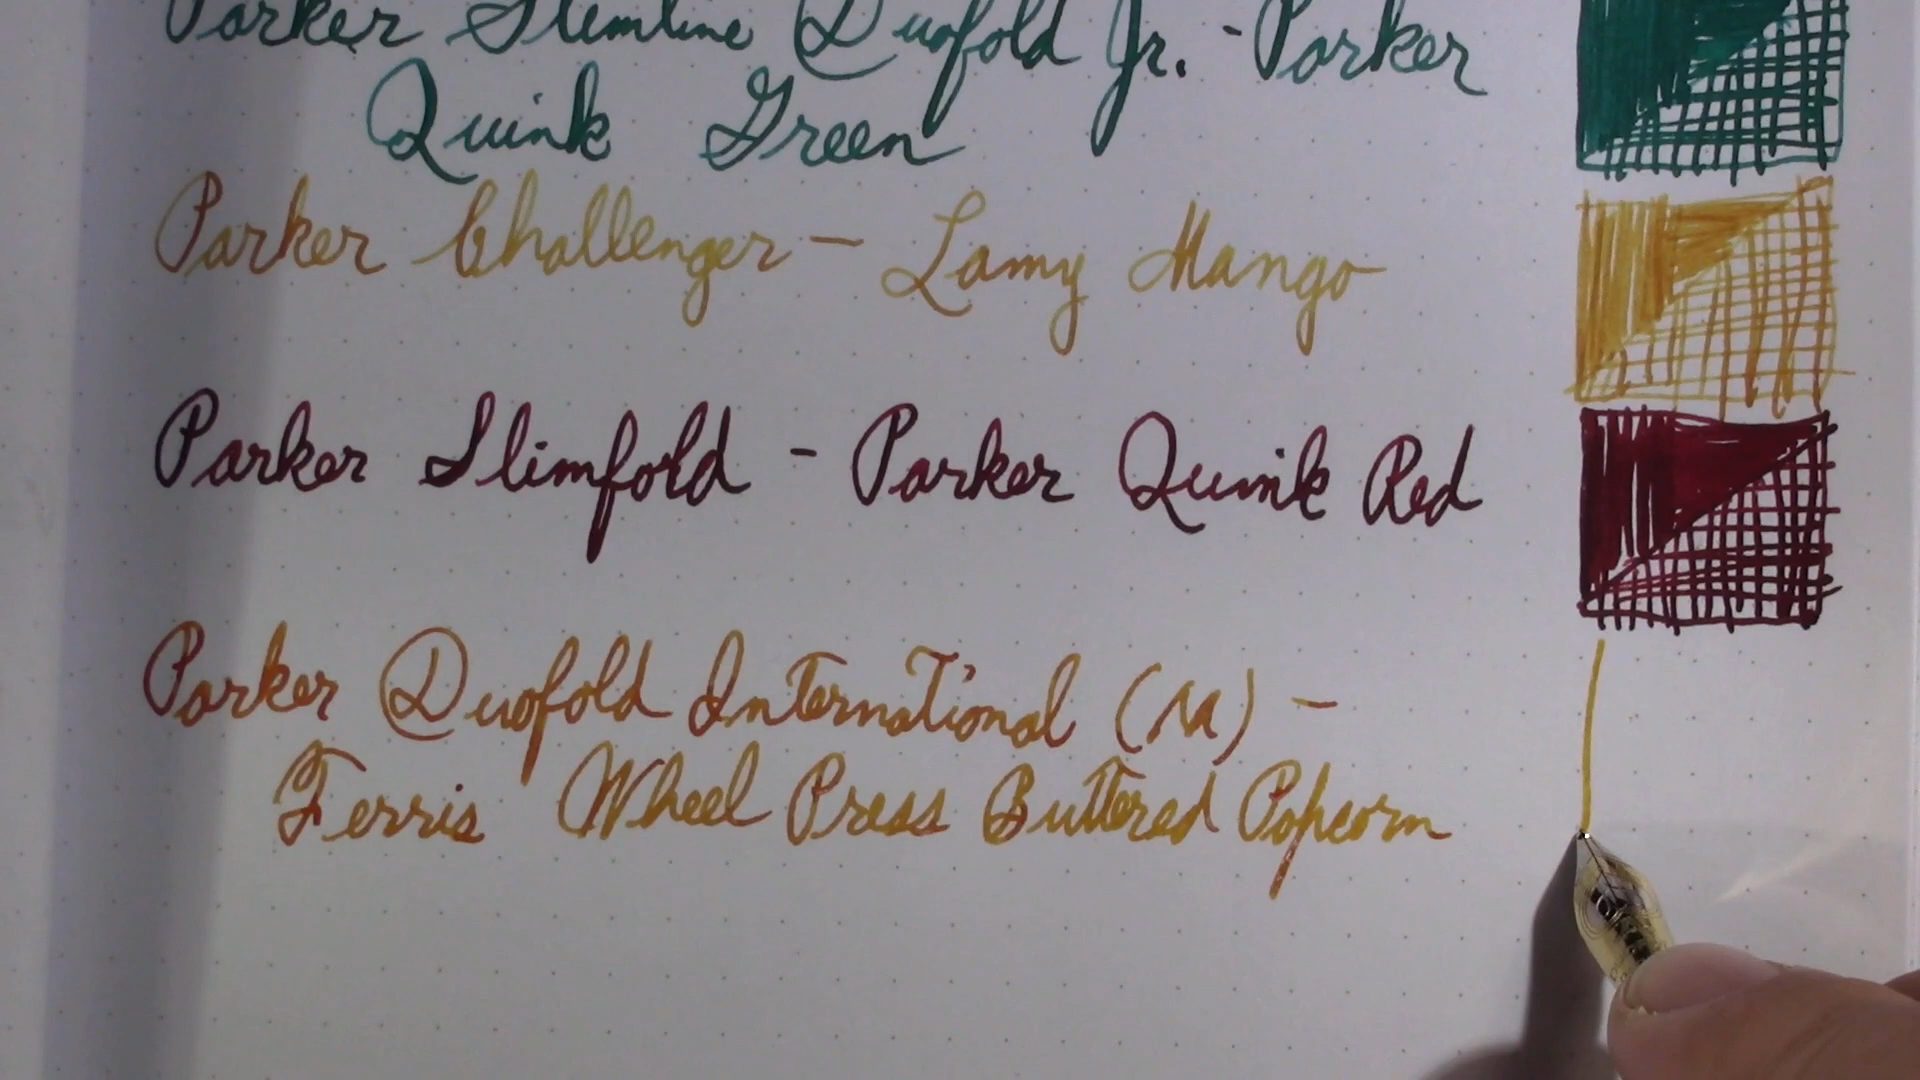 Parker Slimline Duofold Jr. - Parker
Quink Green
Parker Challenger - Lamy Mango
Parker Slimfold - Parker Quink Red
Parker Duofold International (M) -
Ferris Wheel Press Buttered Popcorn